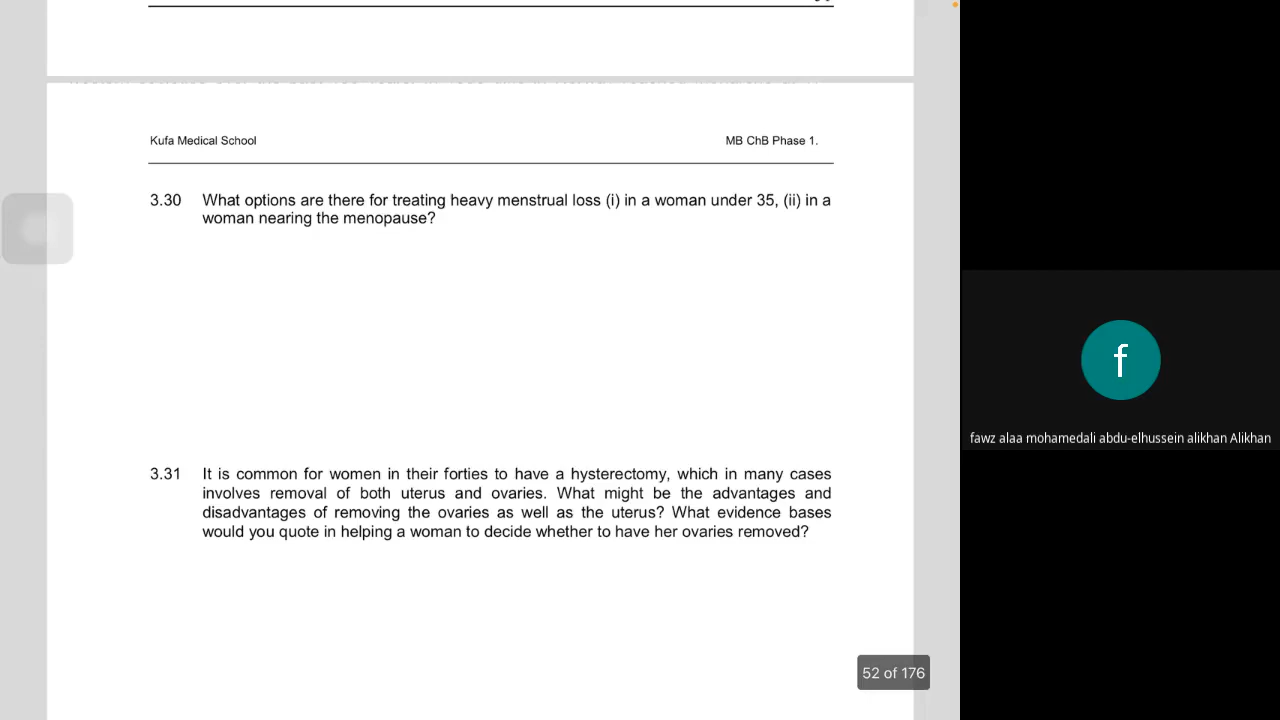 Kufa Medical School
MB ChB Phase 1.
3.30 What options are there for treating heavy menstrual loss (i) in a woman under 35, (ii) in a
woman nearing the menopause?
3.31 It is common for women in their forties to have a hysterectomy, which in many cases
involves removal of both uterus and ovaries. What might be the advantages and
disadvantages of removing the ovaries as well as the uterus? What evidence bases
would you quote in helping a woman to decide whether to have her ovaries removed?
52 of 176
f
fawz alaa mohamedali abdu-elhussein alikhan Alikhan